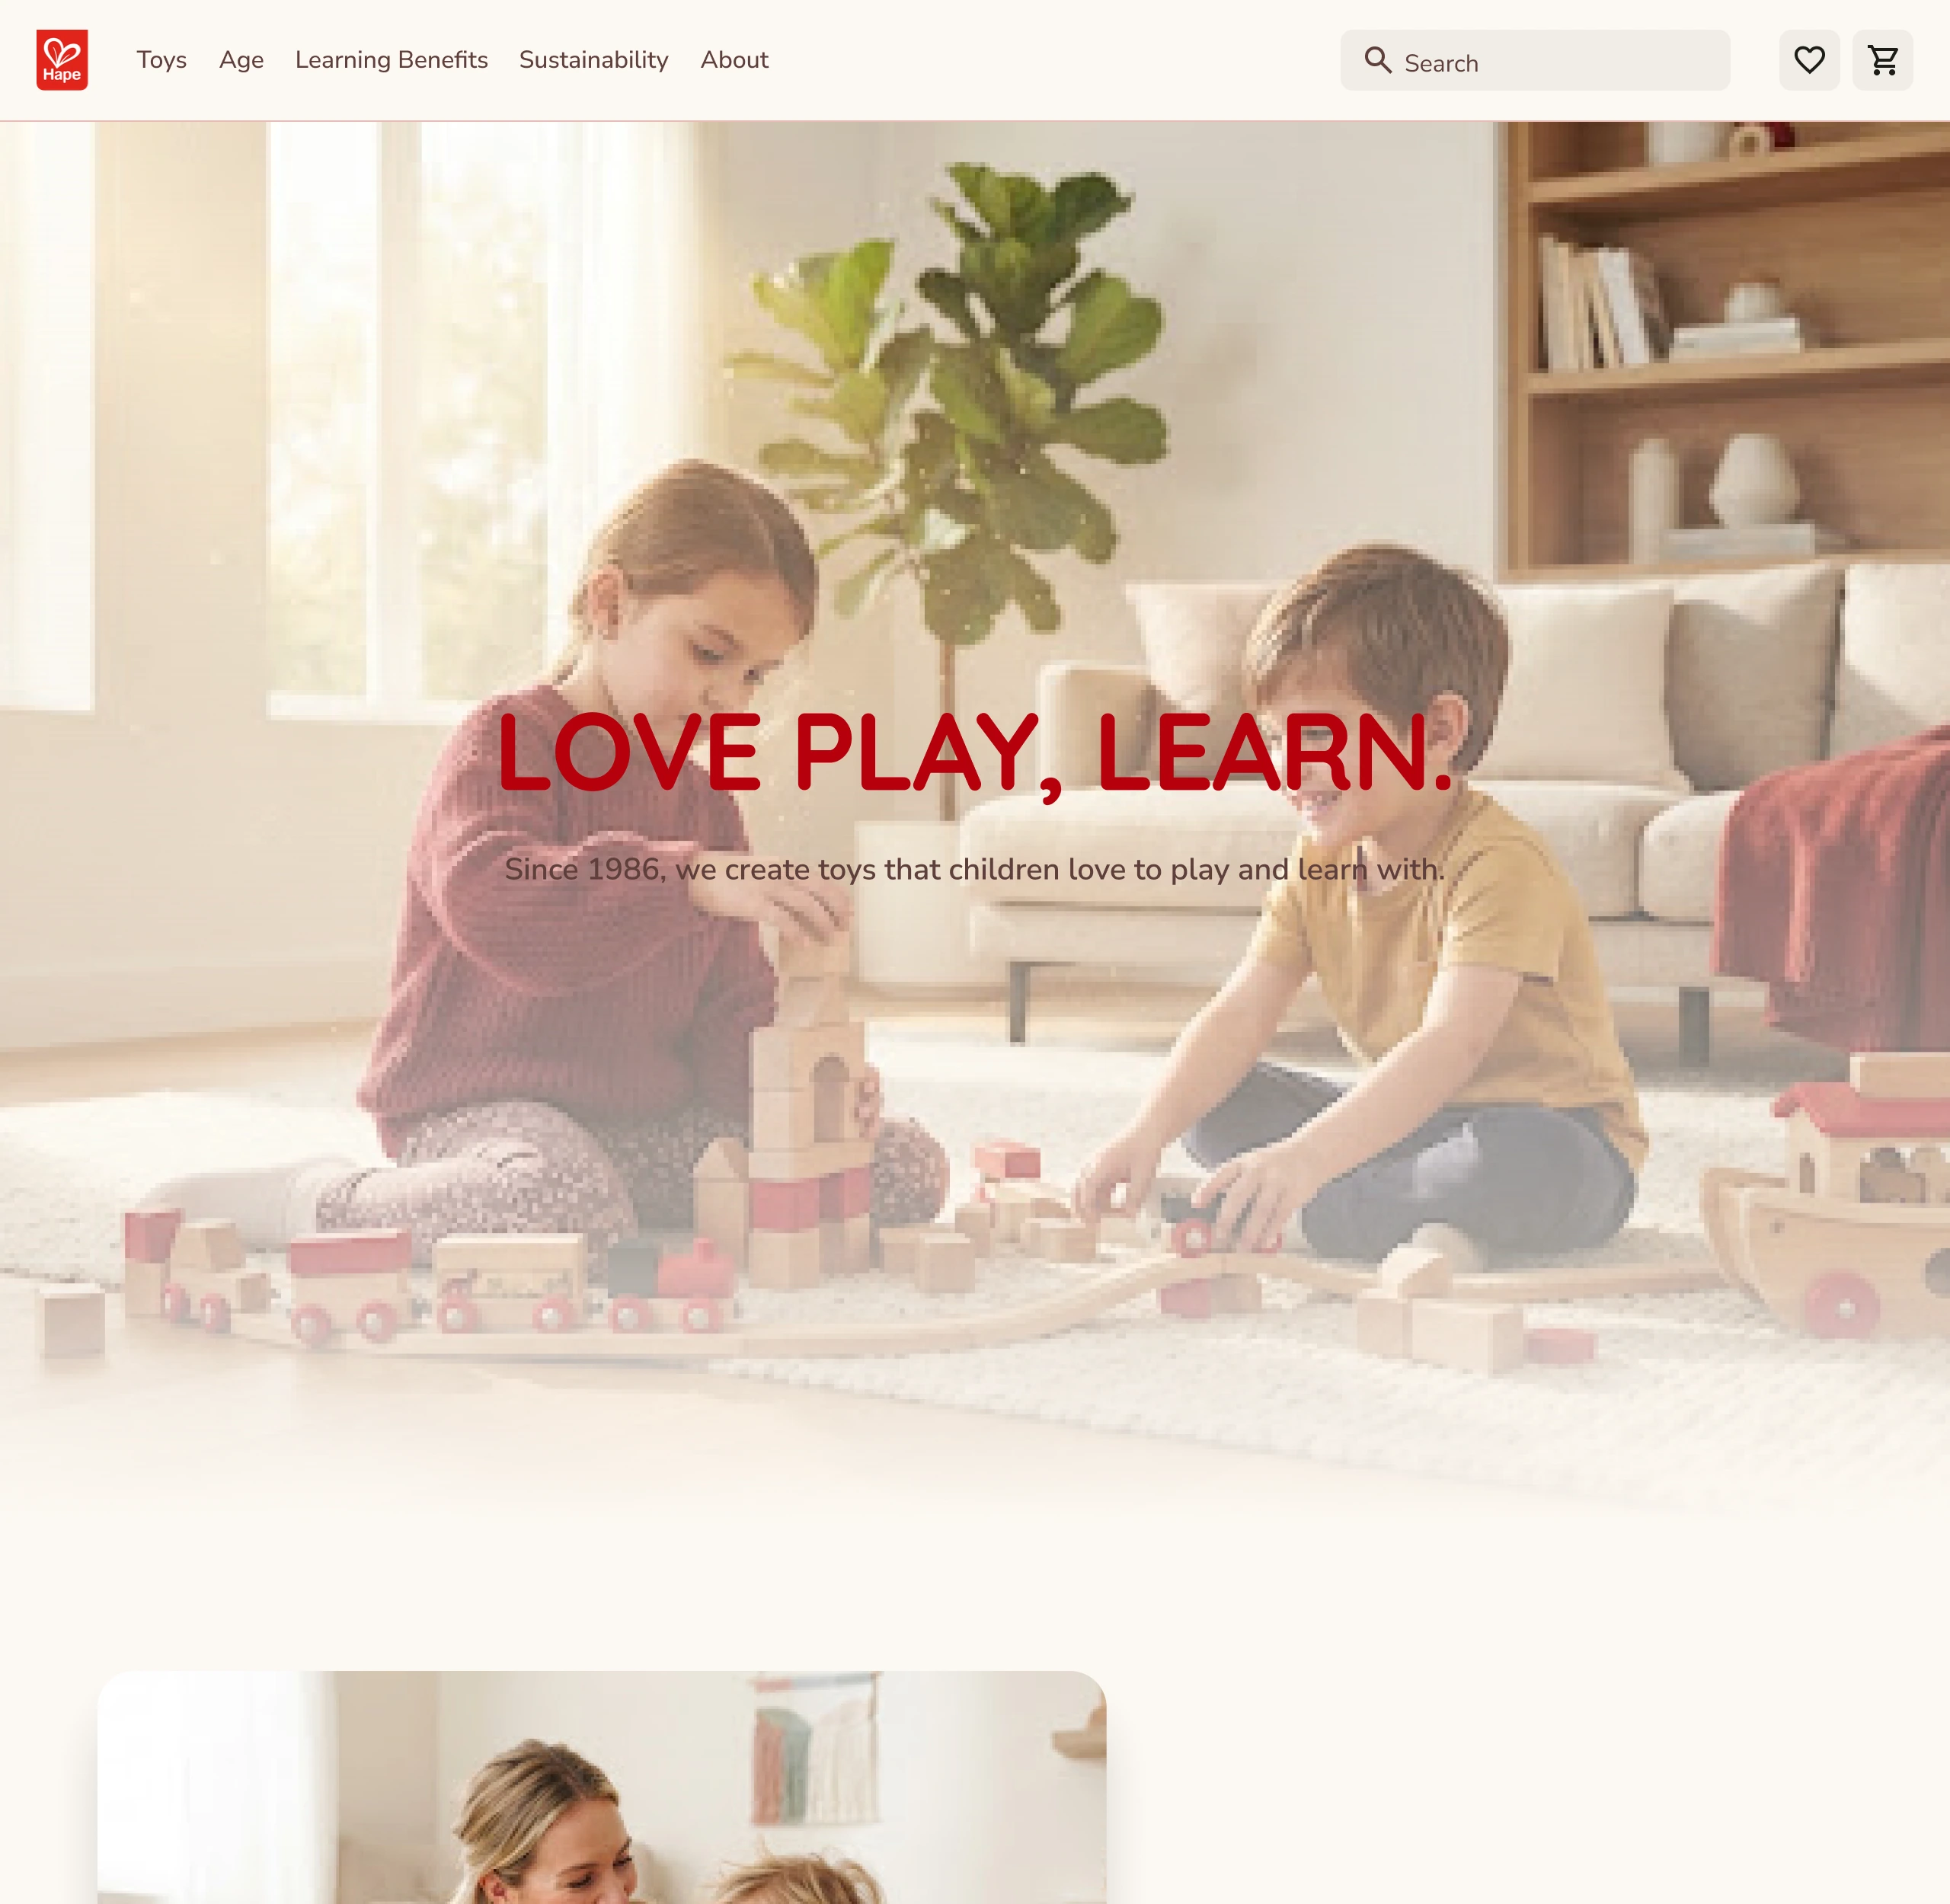 Hape
Toys Age Learning Benefits Sustainability About
Search
LOVE PLAY, LEARN.
Since 1986, we create toys that children love to play and learn with.